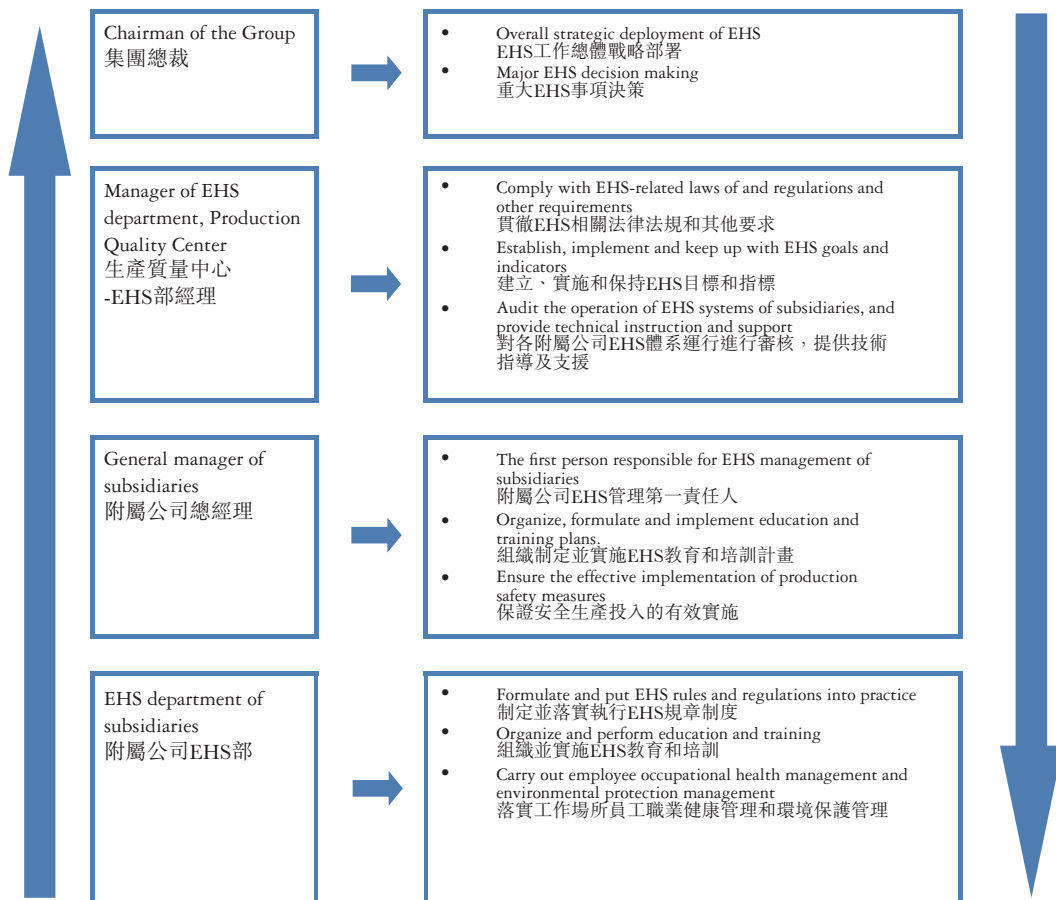 Chairman of the Group
集團總裁
• Overall strategic deployment of EHS
EHS工作總體戰略部署
• Major EHS decision making
重大EHS事項決策
Manager of EHS
department, Production
Quality Center
生產質量中心
-EHS部經理
• Comply with EHS-related laws of and regulations and
other requirements
貫徹EHS相關法律法規和其他要求
• Establish, implement and keep up with EHS goals and
indicators
建立、實施和保持EHS目標和指標
• Audit the operation of EHS systems of subsidiaries, and
provide technical instruction and support
對各附屬公司EHS體系運行進行審核，提供技術
指導及支援
General manager of
subsidiaries
附屬公司總經理
• The first person responsible for EHS management of
subsidiaries
附屬公司EHS管理第一責任人
• Organize, formulate and implement education and
training plans.
組織制定並實施EHS教育和培訓計畫
• Ensure the effective implementation of production
safety measures
保證安全生產投入的有效實施
EHS department of
subsidiaries
附屬公司EHS部
• Formulate and put EHS rules and regulations into practice
制定並落實執行EHS規章制度
• Organize and perform education and training
組織並實施EHS教育和培訓
• Carry out employee occupational health management and
environmental protection management
落實工作場所員工職業健康管理和環境保護管理